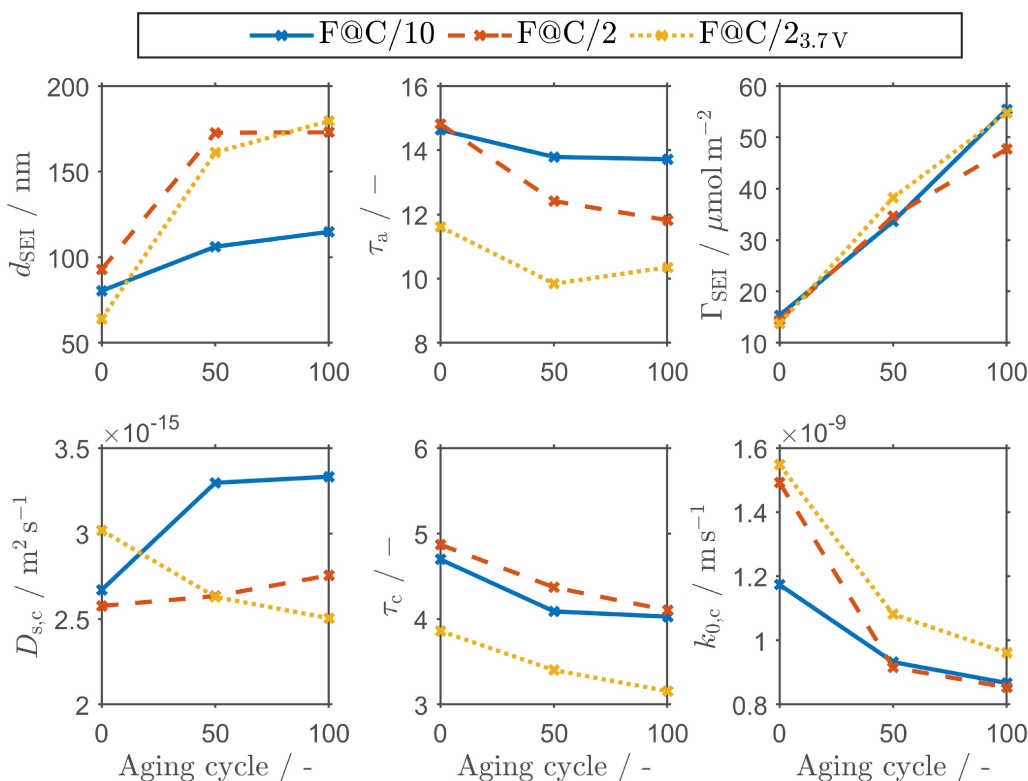 F@C/10 F@C/2 F@C/2₃.₇ V
200
150
100
50
0 50 100
d_SEI / nm
16
14
12
10
8
0 50 100
τ_a / −
60
50
40
30
20
10
0 50 100
Γ_SEI / μmol m⁻²
×10⁻¹⁵
3.5
3
2.5
2
0 50 100
D_s,c / m² s⁻¹
Aging cycle / -
6
5
4
3
0 50 100
τ_c / −
Aging cycle / -
×10⁻⁹
1.6
1.4
1.2
1
0.8
0 50 100
k_0,c / m s⁻¹
Aging cycle / -